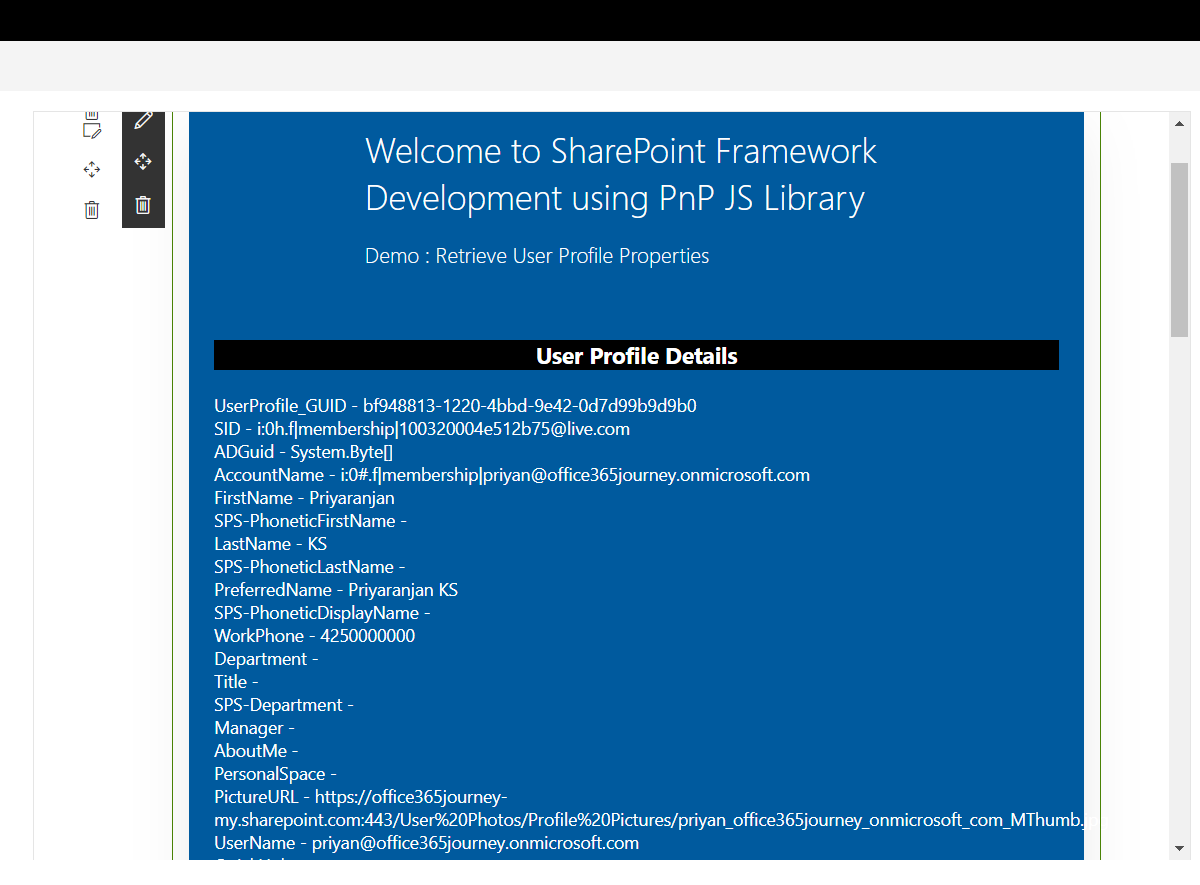 Welcome to SharePoint Framework
Development using PnP JS Library
Demo : Retrieve User Profile Properties
User Profile Details
UserProfile_GUID - bf948813-1220-4bbd-9e42-0d7d99b9d9b0
SID - i:0h.f|membership|100320004e512b75@live.com
ADGuid - System.Byte[]
AccountName - i:0#.f|membership|priyan@office365journey.onmicrosoft.com
FirstName - Priyaranjan
SPS-PhoneticFirstName -
LastName - KS
SPS-PhoneticLastName -
PreferredName - Priyaranjan KS
SPS-PhoneticDisplayName -
WorkPhone - 4250000000
Department -
Title -
SPS-Department -
Manager -
AboutMe -
PersonalSpace -
PictureURL - https://office365journey-
my.sharepoint.com:443/User%20Photos/Profile%20Pictures/priyan_office365journey_onmicrosoft_com_MThumb.
UserName - priyan@office365journey.onmicrosoft.com